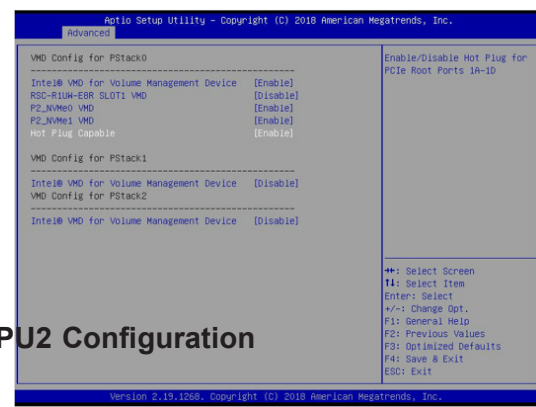 Aptio Setup Utility - Copyright (C) 2018 American Megatrends, Inc.
Advanced
VMD Config for PStack0
Intel® VMD for Volume Management Device [Enable]
RSC-R1UW-E8R SLOT1 VMD [Disable]
P2_NVMe0 VMD [Enable]
P2_NVMe1 VMD [Enable]
Hot Plug Capable [Enable]
VMD Config for PStack1
Intel® VMD for Volume Management Device [Disable]
VMD Config for PStack2
Intel® VMD for Volume Management Device [Disable]
Enable/Disable Hot Plug for
PCIe Root Ports 1A-1D
→←: Select Screen
↑↓: Select Item
Enter: Select
+/-: Change Opt.
F1: General Help
F2: Previous Values
F3: Optimized Defaults
F4: Save & Exit
ESC: Exit
PU2 Configuration
Version 2.19.1268. Copyright (C) 2018 American Megatrends, Inc.